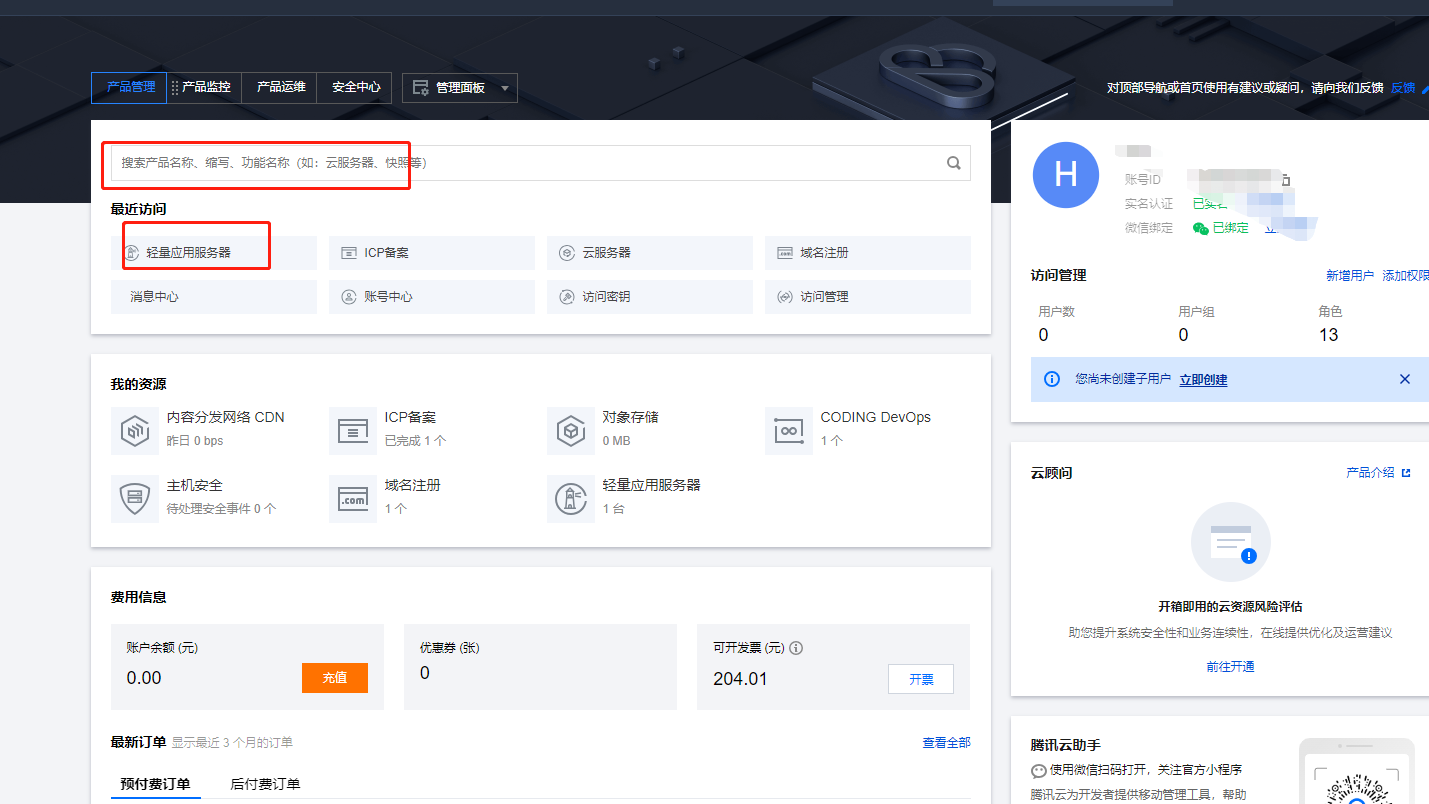 产品管理 产品监控 产品运维 安全中心 管理面板
对顶部导航或首页使用有建议或疑问，请向我们反馈 反馈
搜索产品名称、缩写、功能名称（如：云服务器、快照等）
最近访问
轻量应用服务器 ICP备案 云服务器 域名注册
消息中心 账号中心 访问密钥 访问管理
我的资源
内容分发网络 CDN ICP备案 对象存储 CODING DevOps
昨日 0 bps 已完成 1 个 0 MB 1 个
主机安全 域名注册 轻量应用服务器
待处理安全事件 0 个 1 个 1 台
费用信息
账户余额 (元) 优惠券 (张) 可开发票 (元)
0.00 充值 0 204.01 开票
最新订单 显示最近 3 个月的订单 查看全部
预付费订单 后付费订单
H
账号ID
实名认证 已实名
微信绑定 已绑定
访问管理 新增用户 添加权限
用户数 用户组 角色
0 0 13
您尚未创建子用户 立即创建
云顾问 产品介绍
开箱即用的云资源风险评估
助您提升系统安全性和业务连续性，在线提供优化及运营建议
前往开通
腾讯云助手
使用微信扫码打开，关注官方小程序
腾讯云为开发者提供移动管理工具，帮助